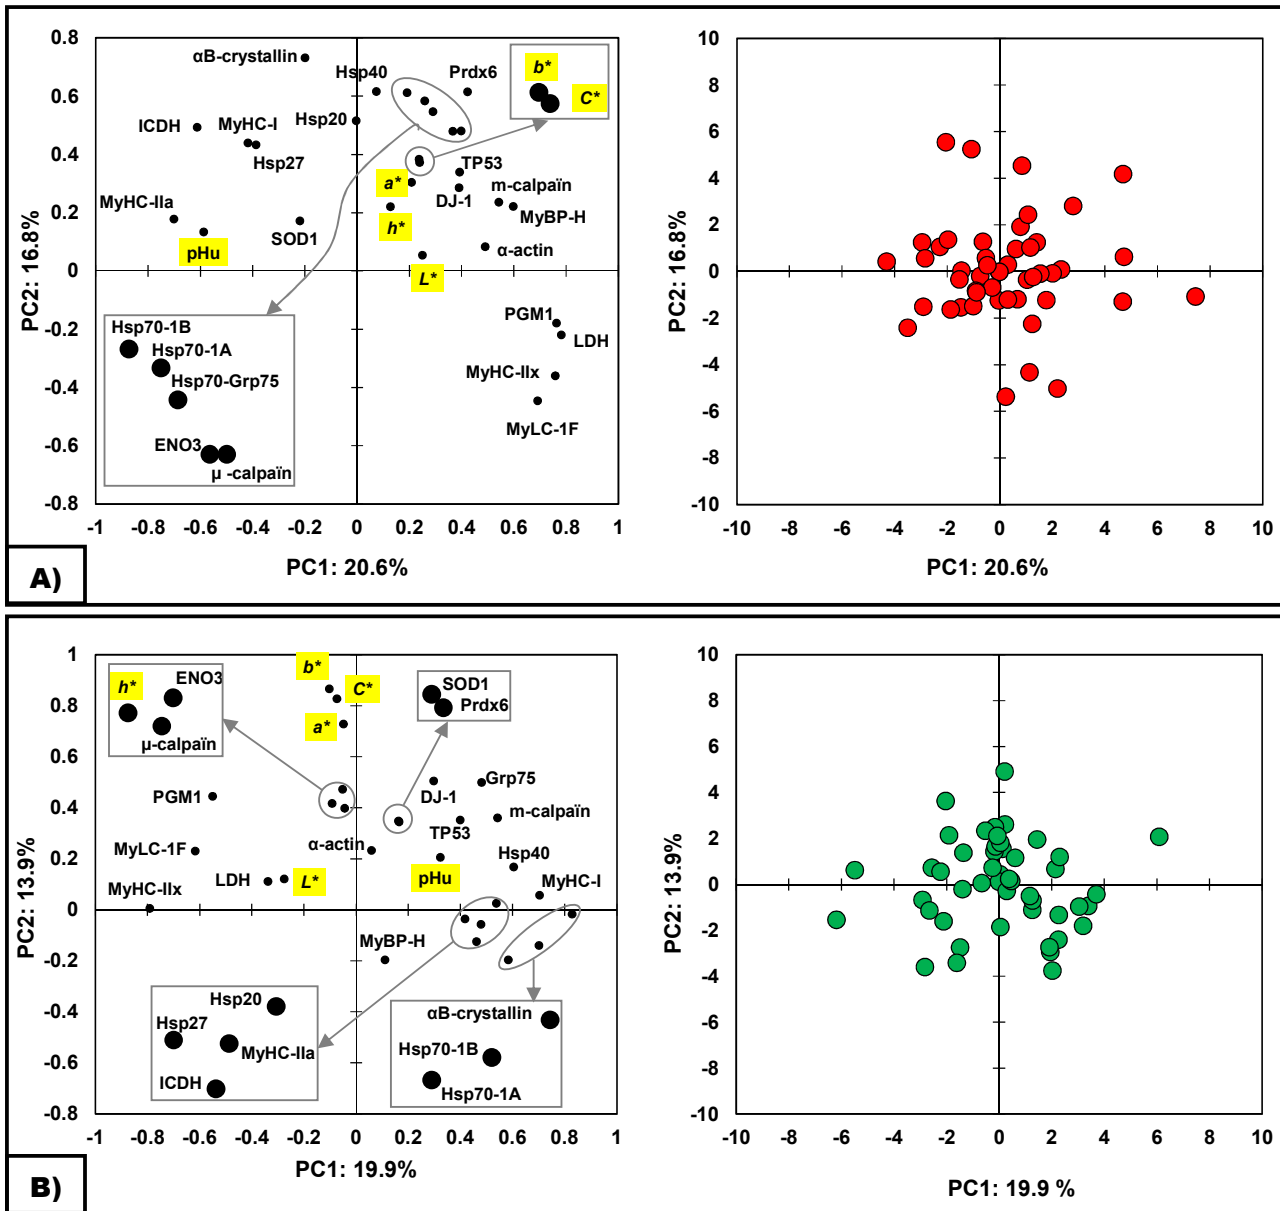 0.8
0.6
0.4
0.2
0
-0.2
-0.4
-0.6
-0.8
-1
-0.8
-0.6
-0.4
-0.2
0
0.2
0.4
0.6
0.8
1
PC2: 16.8%
PC1: 20.6%
αB-crystallin
Hsp40
Prdx6
b*
C*
ICDH
MyHC-I
Hsp27
Hsp20
TP53
a*
DJ-1
m-calpaïn
MyBP-H
h*
MyHC-IIa
pHu
SOD1
α-actin
L*
PGM1
LDH
MyHC-IIx
MyLC-1F
Hsp70-1B
Hsp70-1A
Hsp70-Grp75
ENO3
μ -calpaïn
A)
10
8
6
4
2
0
-2
-4
-6
-8
-10
-10
-8
-6
-4
-2
0
2
4
6
8
10
PC2: 16.8%
PC1: 20.6%
1
0.8
0.6
0.4
0.2
0
-0.2
-0.4
-0.6
-0.8
-1
-0.8
-0.6
-0.4
-0.2
0
0.2
0.4
0.6
0.8
1
PC2: 13.9%
PC1: 19.9%
h*
ENO3
μ-calpaïn
b*
C*
a*
SOD1
Prdx6
PGM1
DJ-1
Grp75
m-calpaïn
MyLC-1F
α-actin
TP53
Hsp40
LDH
L*
pHu
MyHC-I
MyHC-IIx
MyBP-H
Hsp20
Hsp27
MyHC-IIa
ICDH
αB-crystallin
Hsp70-1B
Hsp70-1A
B)
10
8
6
4
2
0
-2
-4
-6
-8
-10
-10
-8
-6
-4
-2
0
2
4
6
8
10
PC2: 13.9%
PC1: 19.9 %